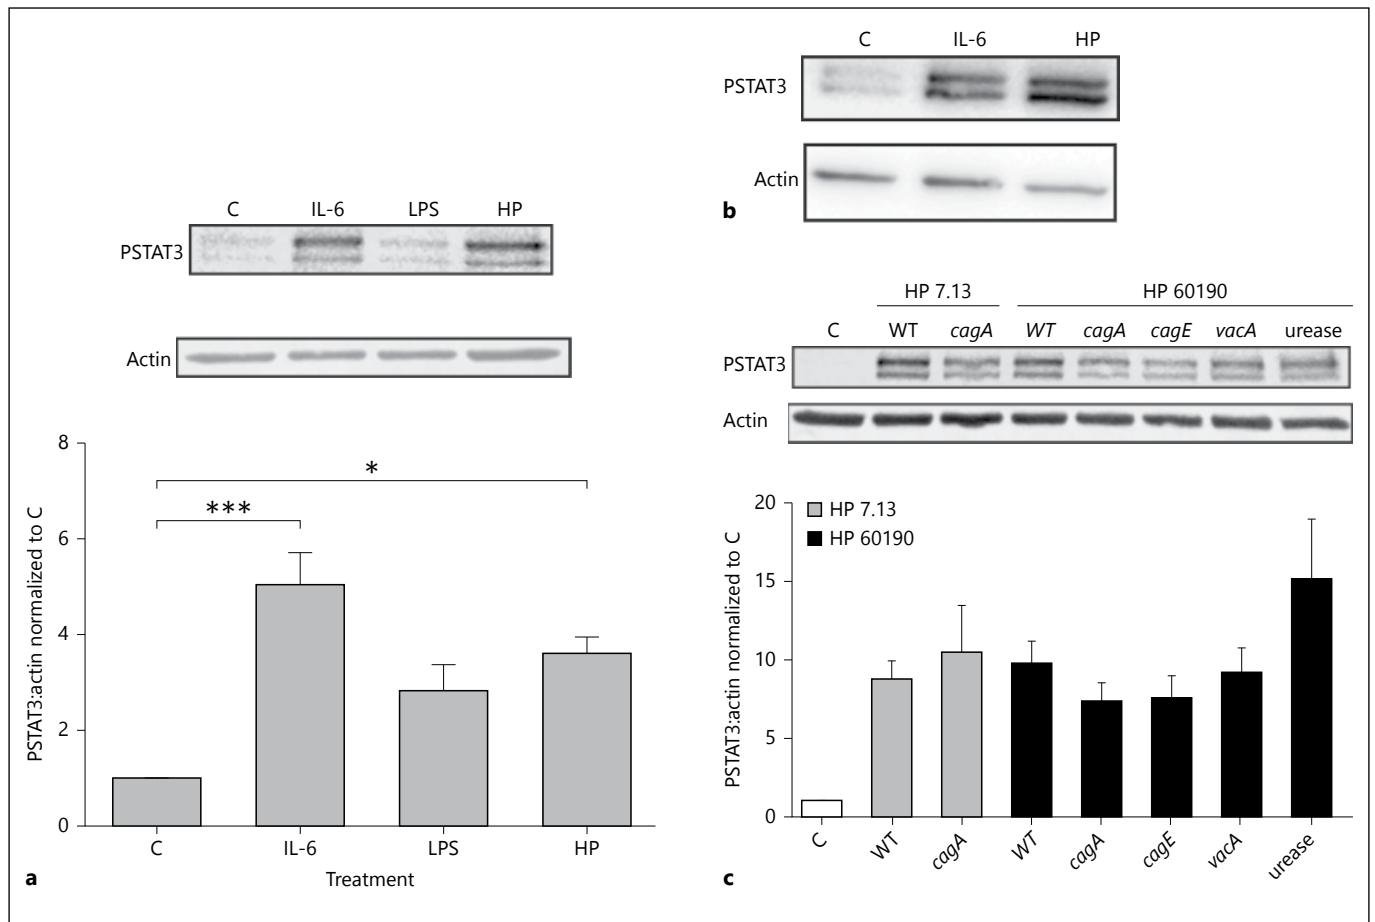 C IL-6 LPS HP
PSTAT3
Actin
8
6
4
2
0
PSTAT3:actin normalized to C
***
*
C IL-6 LPS HP
Treatment
a
C IL-6 HP
PSTAT3
Actin
b
HP 7.13 HP 60190
C WT cagA WT cagA cagE vacA urease
PSTAT3
Actin
20
15
10
5
0
PSTAT3:actin normalized to C
HP 7.13
HP 60190
C WT cagA WT cagA cagE vacA urease
c